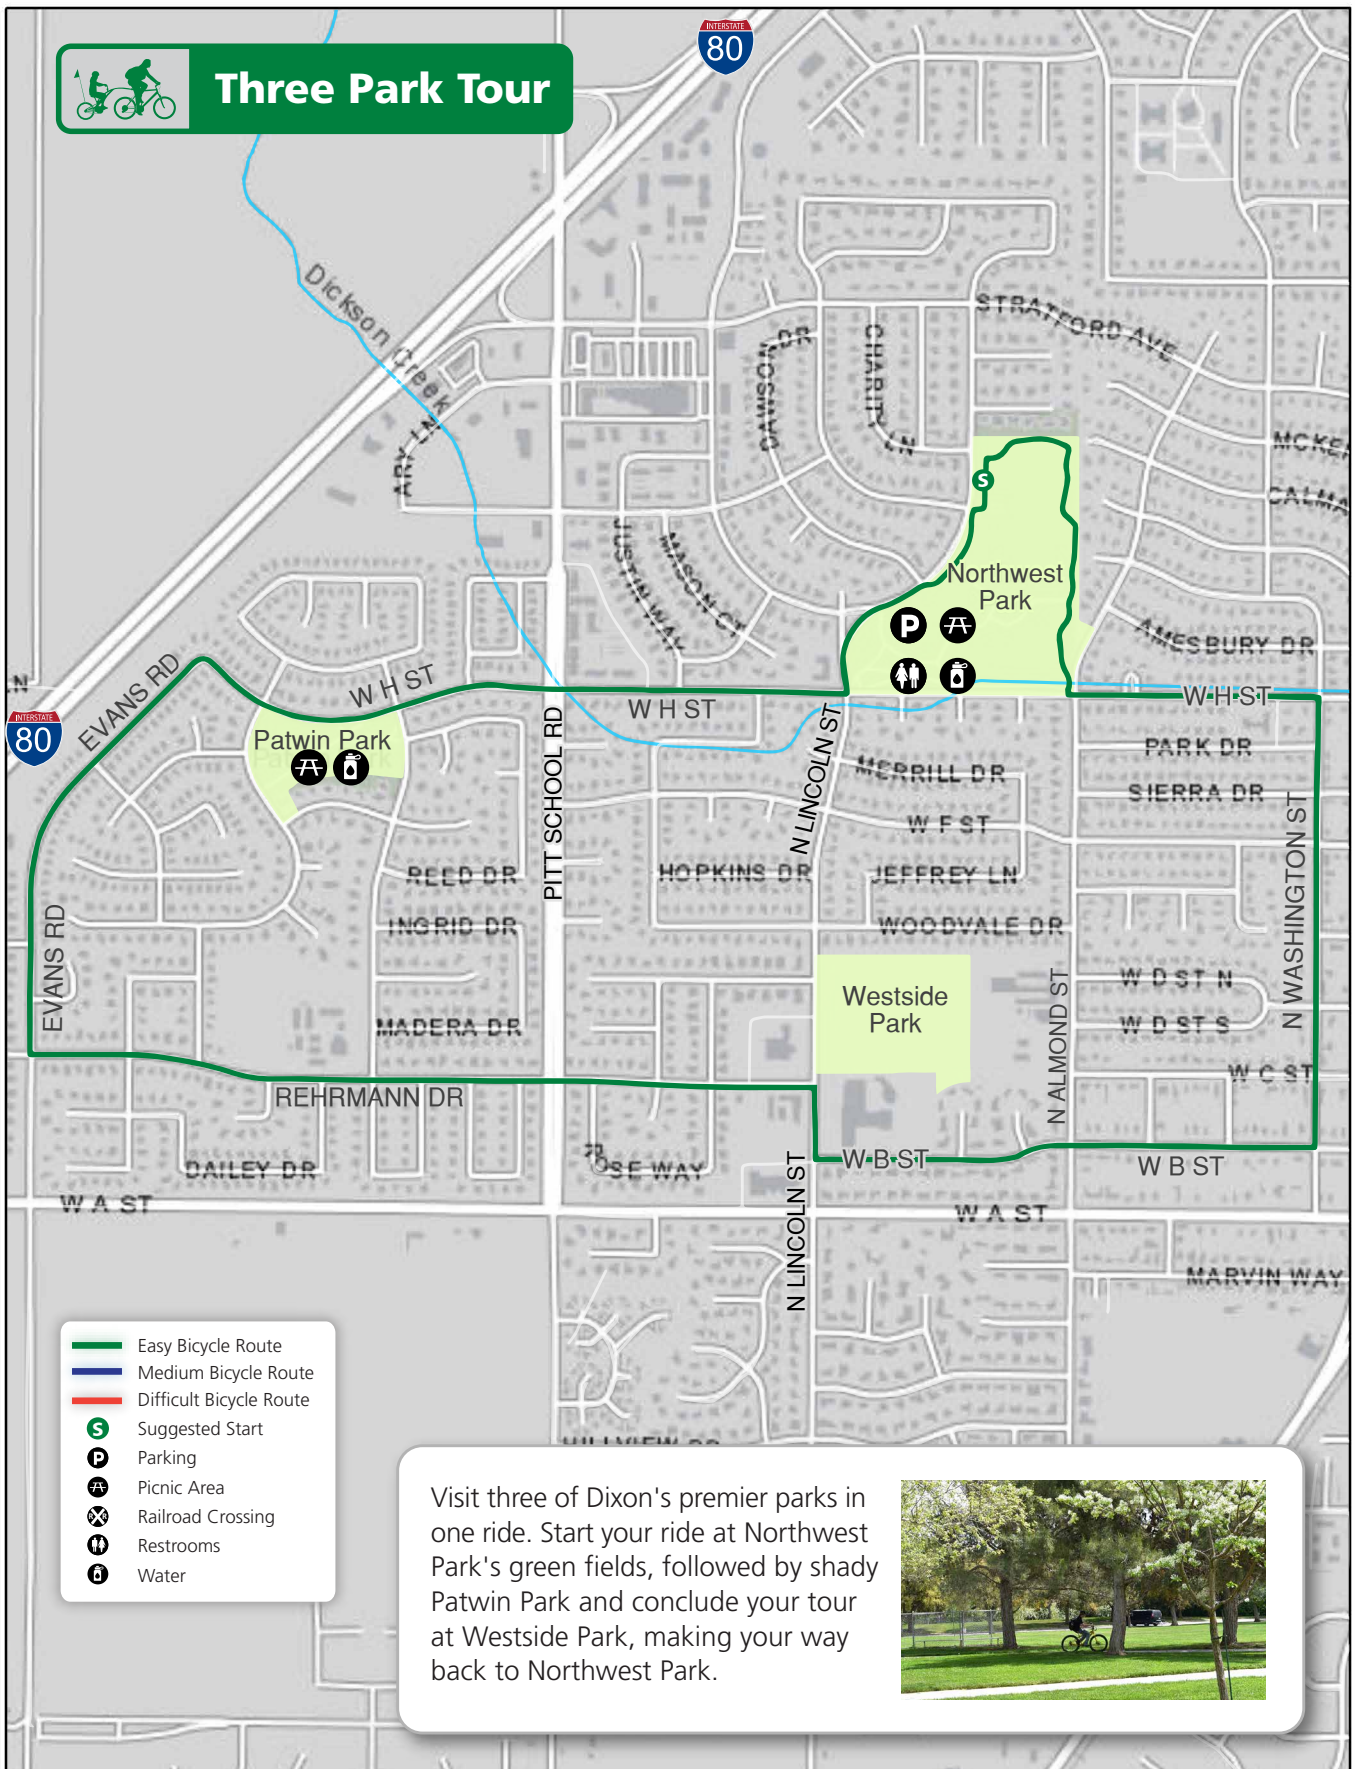 INTERSTATE
80
Three Park Tour
Dickson Creek
STRATFORD AVE
DAWSON DR
CHARITY LN
ARY LN
JUSTIN WAY
MASON CT
S
Northwest
Park
P
AMESBURY DR
EVANS RD
W H ST
W H ST
W H ST
INTERSTATE
80
Patwin Park
PITT SCHOOL RD
N LINCOLN ST
MERRILL DR
PARK DR
SIERRA DR
W F ST
REED DR
HOPKINS DR
JEFFREY LN
N WASHINGTON ST
INGRID DR
WOODVALE DR
EVANS RD
W D ST N
W D ST S
Westside
Park
N ALMOND ST
MADERA DR
W C ST
REHRMANN DR
DAILEY DR
SE WAY
W B ST
W B ST
W A ST
W A ST
N LINCOLN ST
MARVIN WAY
Easy Bicycle Route
Medium Bicycle Route
Difficult Bicycle Route
S Suggested Start
P Parking
Picnic Area
Railroad Crossing
Restrooms
Water
Visit three of Dixon's premier parks in
one ride. Start your ride at Northwest
Park's green fields, followed by shady
Patwin Park and conclude your tour
at Westside Park, making your way
back to Northwest Park.